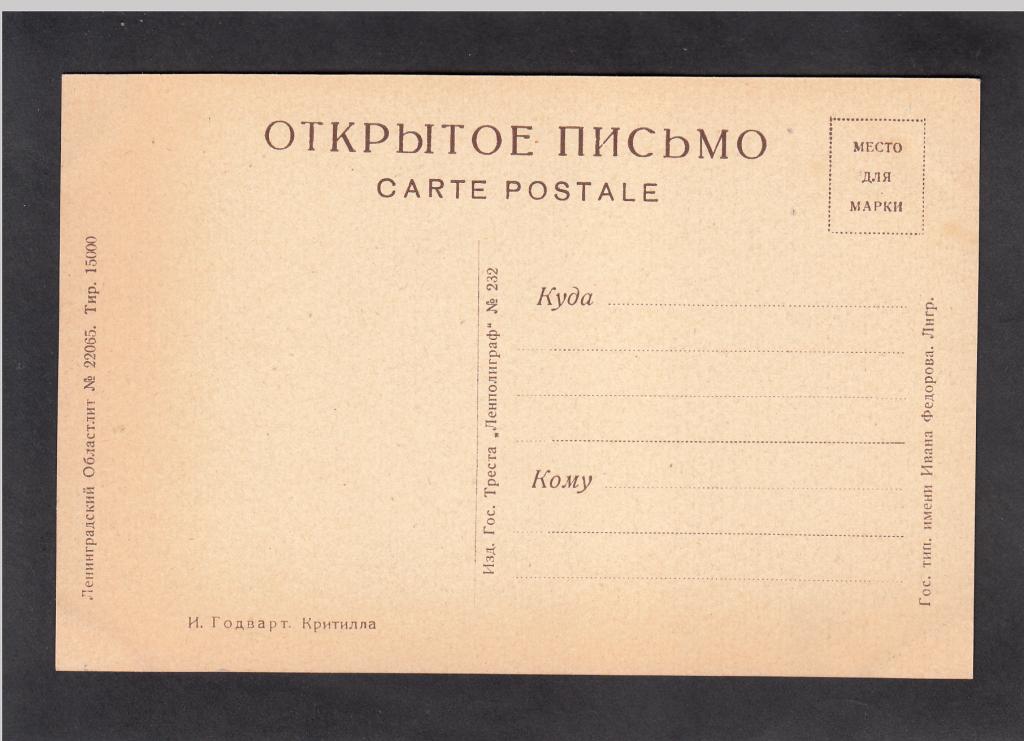 ОТКРЫТОЕ ПИСЬМО
CARTE POSTALE
МЕСТО
ДЛЯ
МАРКИ
Ленинградский Областлит № 22065. Тир. 15000
Изд. Гос. Треста „Ленполиграф“ № 232
Куда
Кому
Гос. тип. имени Ивана Федорова. Лнгр.
И. Годварт. Критилла